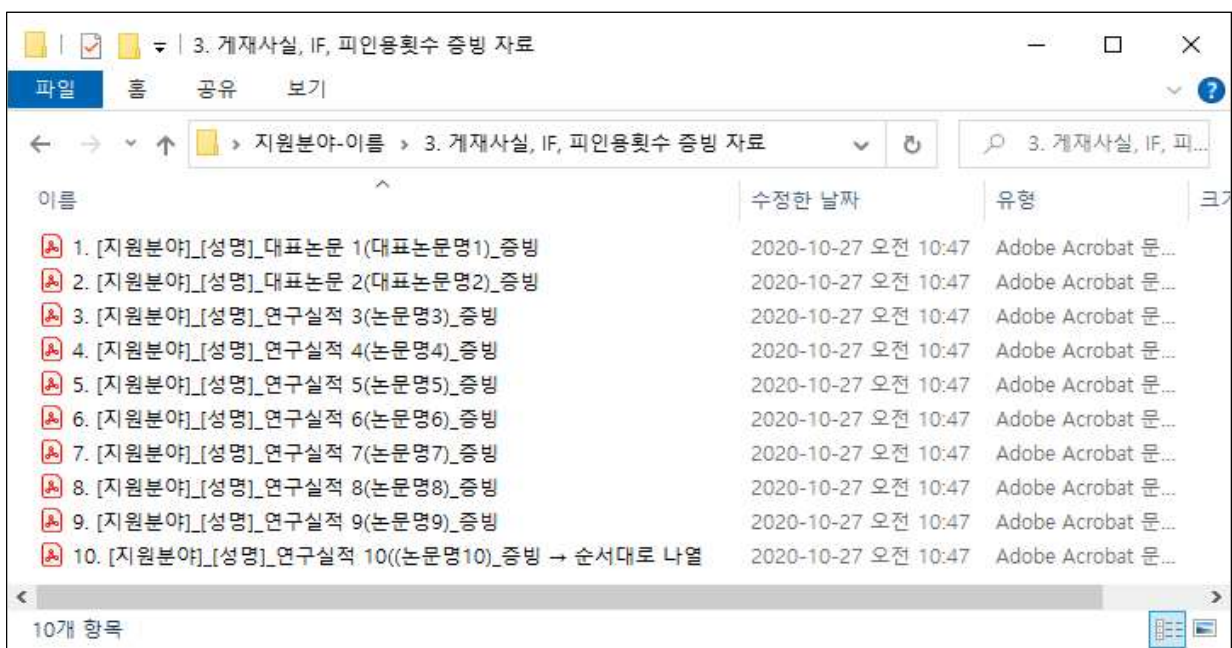 3. 게재사실, IF, 피인용횟수 증빙 자료
파일 홈 공유 보기
지원분야-이름 > 3. 게재사실, IF, 피인용횟수 증빙 자료 3. 게재사실, IF, 피...
이름 수정한 날짜 유형 크기
1. [지원분야]_[성명]_대표논문 1(대표논문명1)_증빙 2020-10-27 오전 10:47 Adobe Acrobat 문...
2. [지원분야]_[성명]_대표논문 2(대표논문명2)_증빙 2020-10-27 오전 10:47 Adobe Acrobat 문...
3. [지원분야]_[성명]_연구실적 3(논문명3)_증빙 2020-10-27 오전 10:47 Adobe Acrobat 문...
4. [지원분야]_[성명]_연구실적 4(논문명4)_증빙 2020-10-27 오전 10:47 Adobe Acrobat 문...
5. [지원분야]_[성명]_연구실적 5(논문명5)_증빙 2020-10-27 오전 10:47 Adobe Acrobat 문...
6. [지원분야]_[성명]_연구실적 6(논문명6)_증빙 2020-10-27 오전 10:47 Adobe Acrobat 문...
7. [지원분야]_[성명]_연구실적 7(논문명7)_증빙 2020-10-27 오전 10:47 Adobe Acrobat 문...
8. [지원분야]_[성명]_연구실적 8(논문명8)_증빙 2020-10-27 오전 10:47 Adobe Acrobat 문...
9. [지원분야]_[성명]_연구실적 9(논문명9)_증빙 2020-10-27 오전 10:47 Adobe Acrobat 문...
10. [지원분야]_[성명]_연구실적 10((논문명10)_증빙 → 순서대로 나열 2020-10-27 오전 10:47 Adobe Acrobat 문...
10개 항목